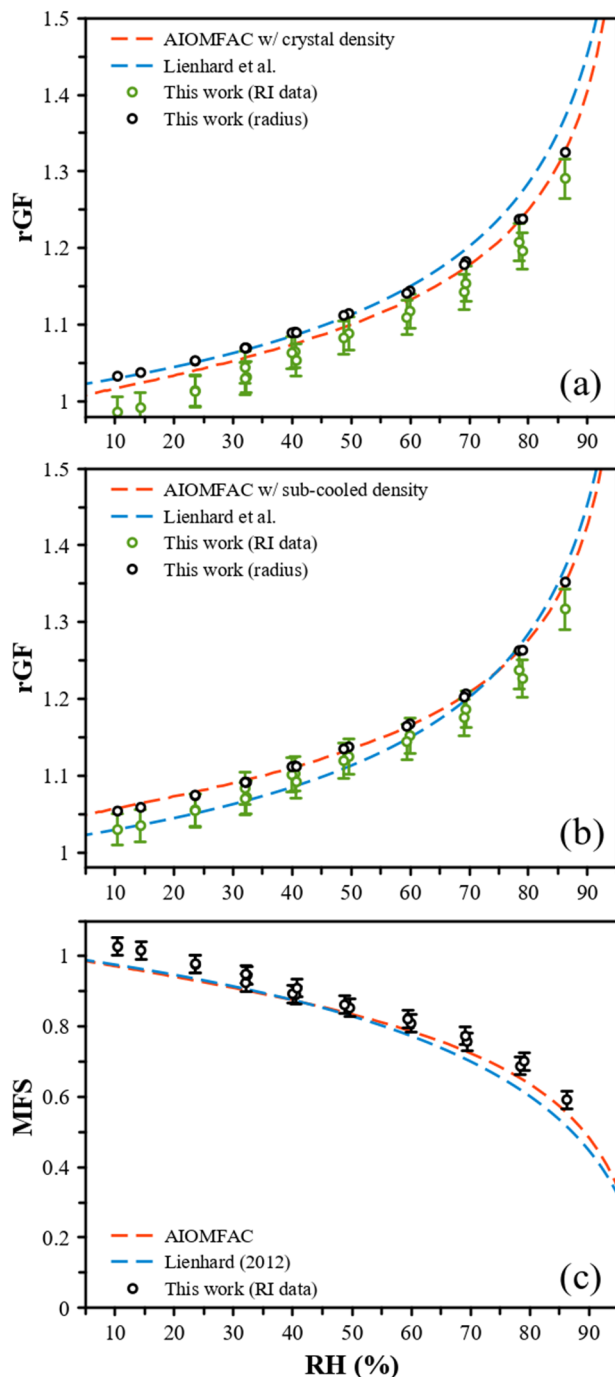 1.5
AIOMFAC w/ crystal density
Lienhard et al.
This work (RI data)
This work (radius)
1.4
1.3
rGF
1.2
1.1
1
(a)
10 20 30 40 50 60 70 80 90
1.5
AIOMFAC w/ sub-cooled density
Lienhard et al.
This work (RI data)
This work (radius)
1.4
1.3
rGF
1.2
1.1
1
(b)
10 20 30 40 50 60 70 80 90
1
0.8
MFS
0.6
0.4
0.2
0
AIOMFAC
Lienhard (2012)
This work (RI data)
(c)
10 20 30 40 50 60 70 80 90
RH (%)